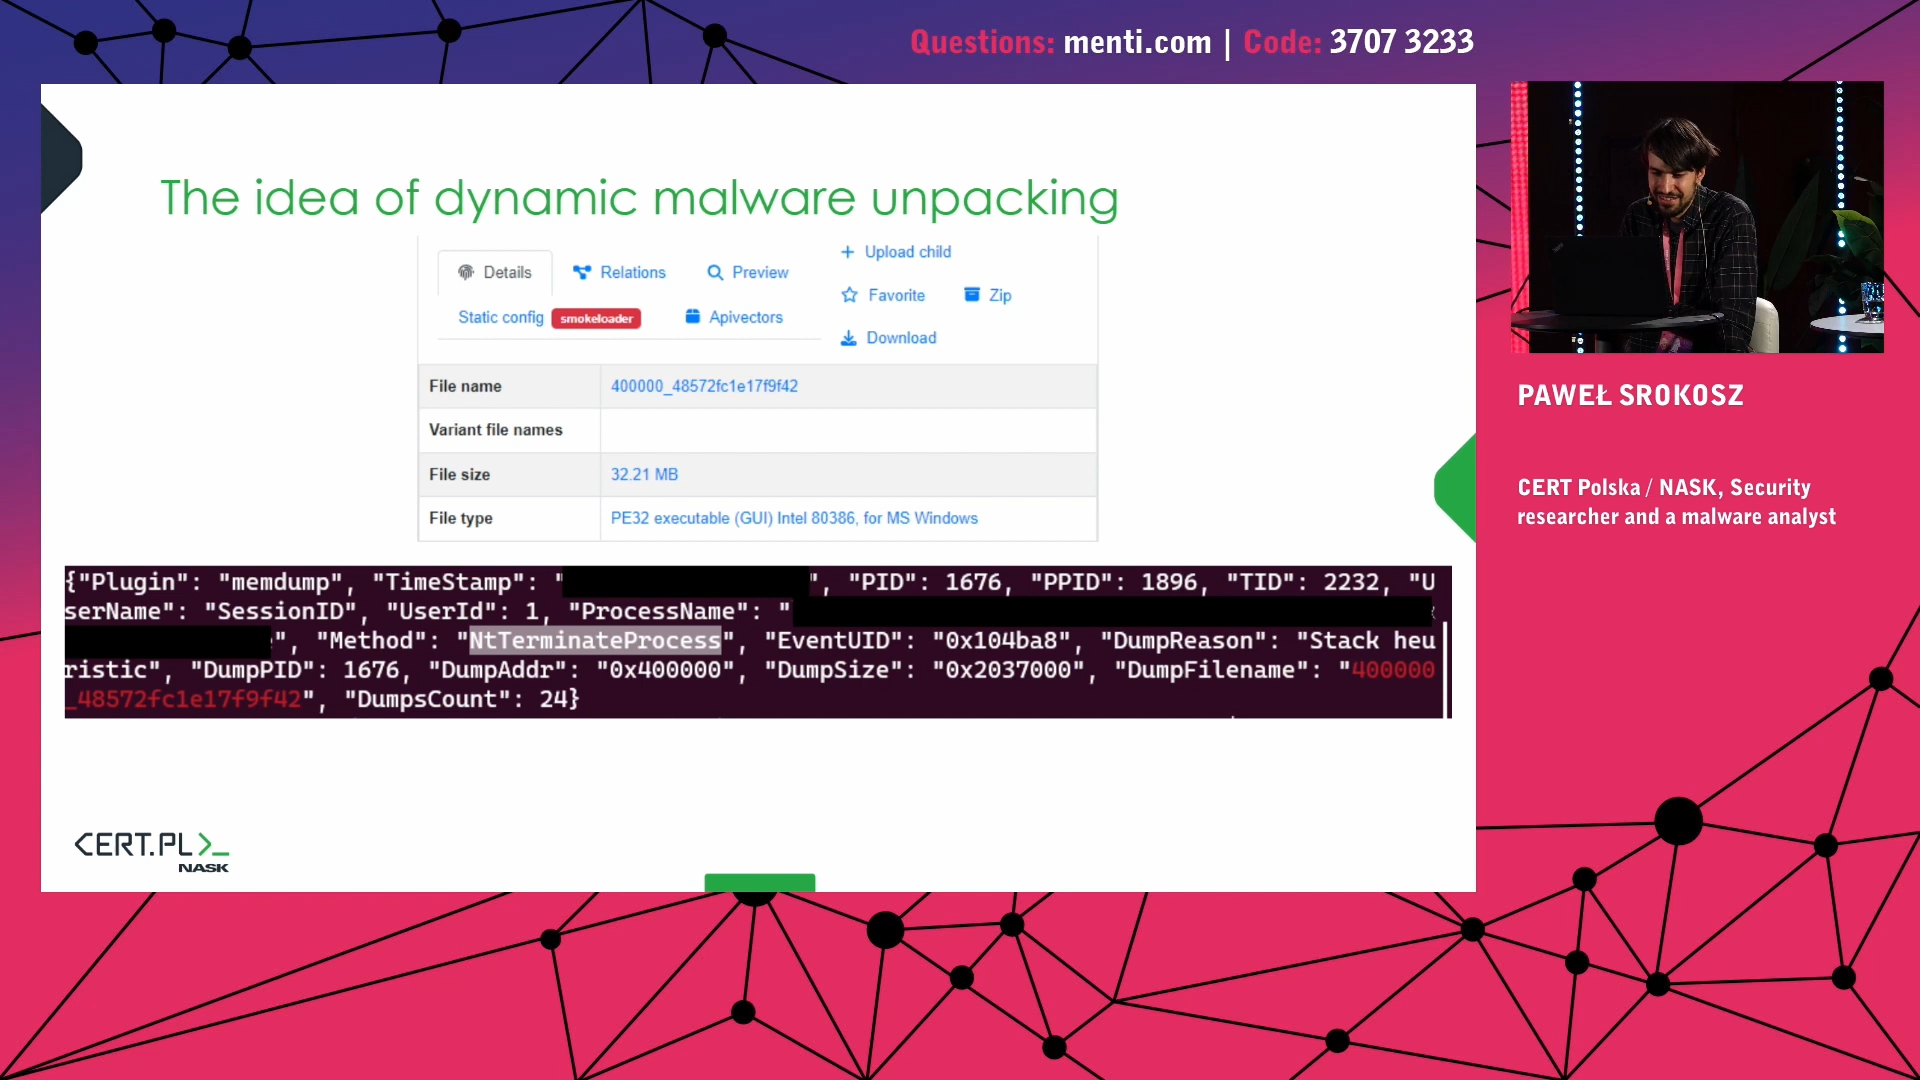 Questions: menti.com | Code: 3707 3233
The idea of dynamic malware unpacking
Details
Relations
Preview
Upload child
Favorite
Zip
Static config smokeloader
Apivectors
Download
File name 400000_48572fc1e17f9f42
Variant file names
File size 32.21 MB
File type PE32 executable (GUI) Intel 80386, for MS Windows
{"Plugin": "memdump", "TimeStamp": "", "PID": 1676, "PPID": 1896, "TID": 2232, "U
serName": "SessionID", "UserId": 1, "ProcessName": "
", "Method": "NtTerminateProcess", "EventUID": "0x104ba8", "DumpReason": "Stack heu
ristic", "DumpPID": 1676, "DumpAddr": "0x400000", "DumpSize": "0x2037000", "DumpFilename": "400000
_48572fc1e17f9f42", "DumpsCount": 24}
CERT.PL>_
NASK
PAWEŁ SROKOSZ
CERT Polska / NASK, Security
researcher and a malware analyst